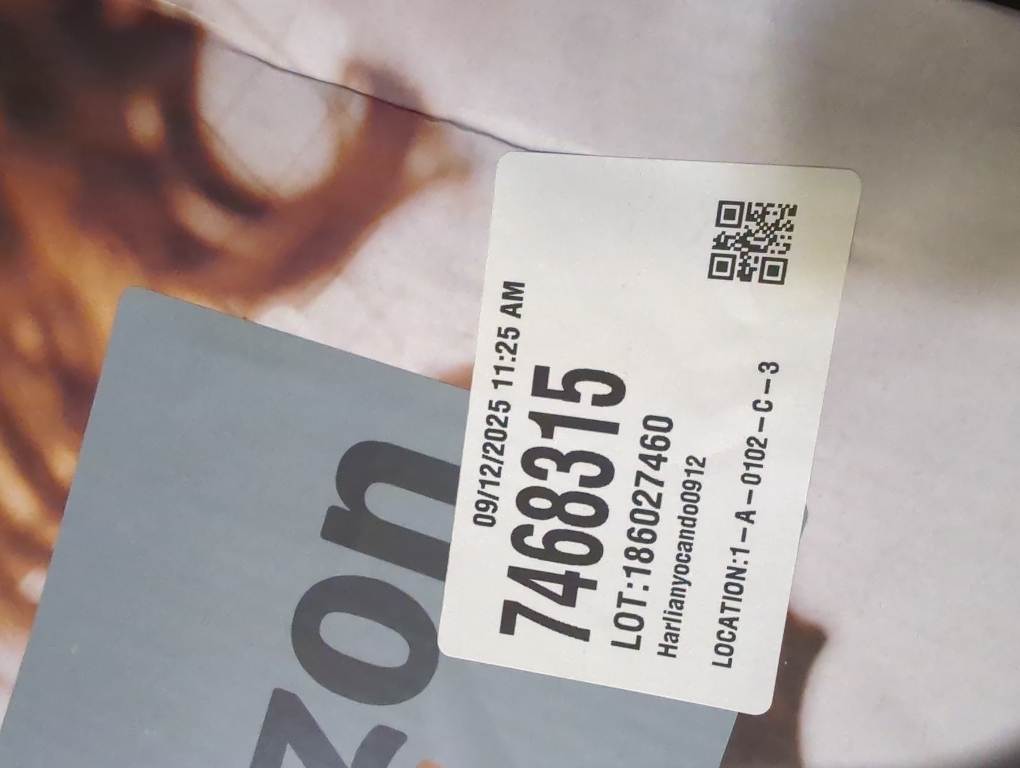 zon
09/12/2025 11:25 AM
7468315
LOT:186027460
Harlianyocando0912
LOCATION:1-A-0102-C-3